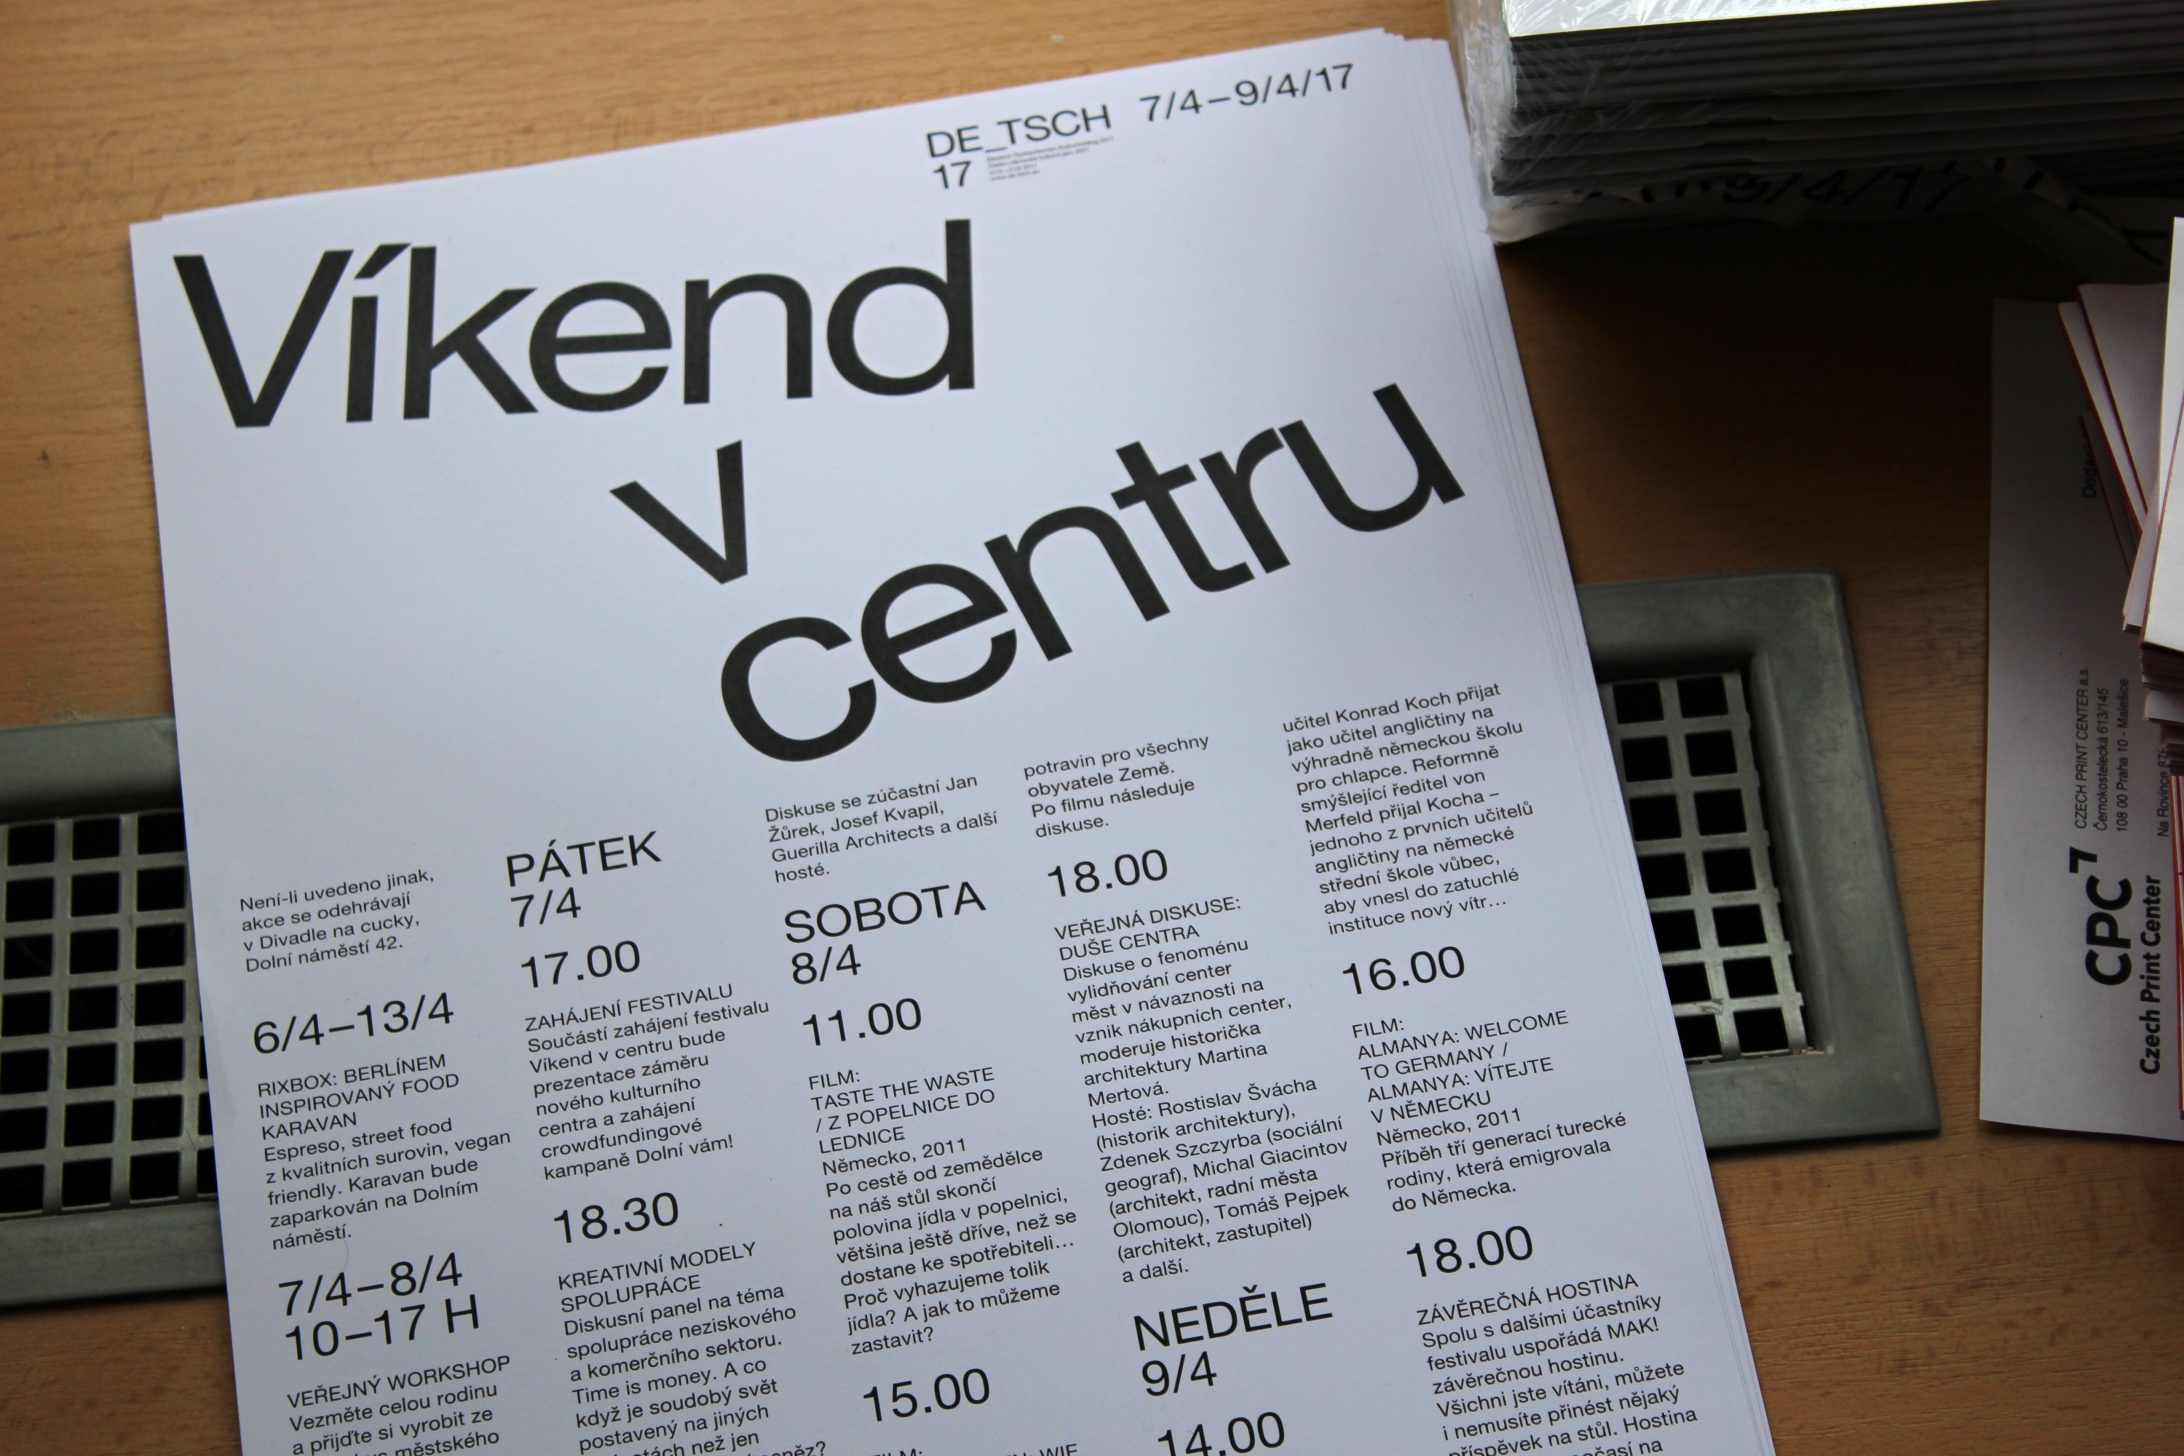 DE_TSCH 7/4–9/4/17
17
Víkend
v
centru
Není-li uvedeno jinak,
akce se odehrávají
v Divadle na cucky,
Dolní náměstí 42.
6/4–13/4
RIXBOX: BERLÍNEM
INSPIROVANÝ FOOD
KARAVAN
Espreso, street food
z kvalitních surovin, vegan
friendly. Karavan bude
zaparkován na Dolním
náměstí.
7/4–8/4
10–17 H
VEŘEJNÝ WORKSHOP
Vezměte celou rodinu
a přijďte si vyrobit ze
městského
PÁTEK
7/4
17.00
ZAHÁJENÍ FESTIVALU
Součástí zahájení festivalu
Víkend v centru bude
prezentace záměru
nového kulturního
centra a zahájení
crowdfundingové
kampaně Dolní vám!
18.30
KREATIVNÍ MODELY
SPOLUPRÁCE
Diskusní panel na téma
spolupráce neziskového
a komerčního sektoru.
Time is money. A co
když je soudobý svět
postavený na jiných
než jen
Diskuse se zúčastní Jan
Žůrek, Josef Kvapil,
Guerilla Architects a další
hosté.
SOBOTA
8/4
11.00
FILM:
TASTE THE WASTE
/ Z POPELNICE DO
LEDNICE
Německo, 2011
Po cestě od zemědělce
na náš stůl skončí
polovina jídla v popelnici,
většina ještě dříve, než se
dostane ke spotřebiteli…
Proč vyhazujeme tolik
jídla? A jak to můžeme
zastavit?
15.00
potravin pro všechny
obyvatele Země.
Po filmu následuje
diskuse.
18.00
VEŘEJNÁ DISKUSE:
DUŠE CENTRA
Diskuse o fenoménu
vylidňování center
měst v návaznosti na
vznik nákupních center,
moderuje historička
architektury Martina
Mertová.
Hosté: Rostislav Švácha
(historik architektury),
Zdenek Szczyrba (sociální
geograf), Michal Giacintov
(architekt, radní města
Olomouc), Tomáš Pejpek
(architekt, zastupitel)
a další.
NEDĚLE
9/4
14.00
učitel Konrad Koch přijat
jako učitel angličtiny na
výhradně německou školu
pro chlapce. Reformně
smýšlející ředitel von
Merfeld přijal Kocha –
jednoho z prvních učitelů
angličtiny na německé
střední škole vůbec,
aby vnesl do zatuchlé
instituce nový vítr…
16.00
FILM:
ALMANYA: WELCOME
TO GERMANY /
ALMANYA: VÍTEJTE
V NĚMECKU
Německo, 2011
Příběh tří generací turecké
rodiny, která emigrovala
do Německa.
18.00
ZÁVĚREČNÁ HOSTINA
Spolu s dalšími účastníky
festivalu uspořádá MAK!
závěrečnou hostinu.
Všichni jste vítáni, můžete
i nemusíte přinést nějaký
příspěvek na stůl. Hostina
CPC
Czech Print Center
CZECH PRINT CENTER a.s.
Černokostelecká 613/145
108 00 Praha 10 - Malešice
Na Rovince